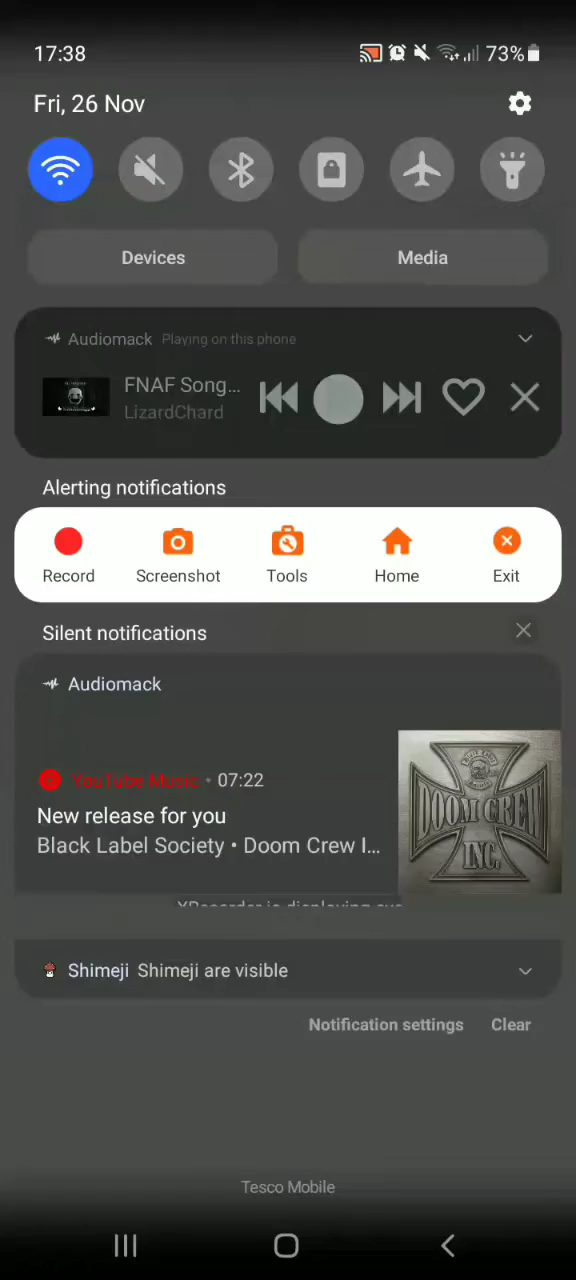 17:38
73%
Fri, 26 Nov
Devices
Media
Audiomack Playing on this phone
FNAF Song...
LizardChard
Alerting notifications
Record
Screenshot
Tools
Home
Exit
Silent notifications
Audiomack
YouTube Music • 07:22
New release for you
Black Label Society • Doom Crew I...
DOOM CREW
INC.
Shimeji Shimeji are visible
Notification settings
Clear
Tesco Mobile